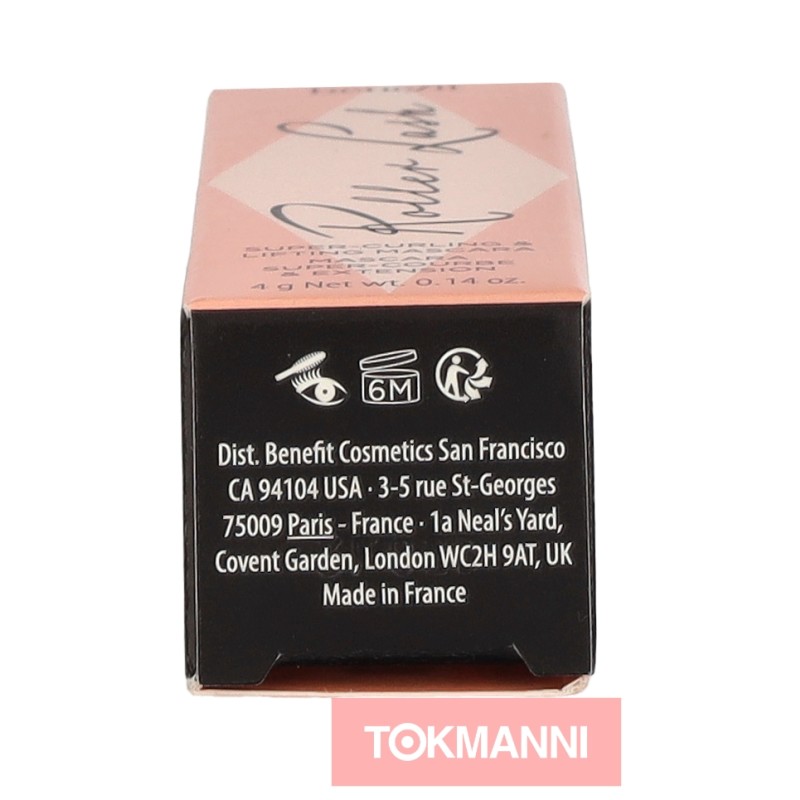 Roller Lash
SUPER-CURLING &
LIFTING MASCARA
MASCARA
SUPER-COURBE
& EXTENSION
4 g Net wt. 0.14 oz.
6M
Dist. Benefit Cosmetics San Francisco
CA 94104 USA · 3-5 rue St-Georges
75009 Paris - France · 1a Neal's Yard,
Covent Garden, London WC2H 9AT, UK
Made in France
TOKMANNI